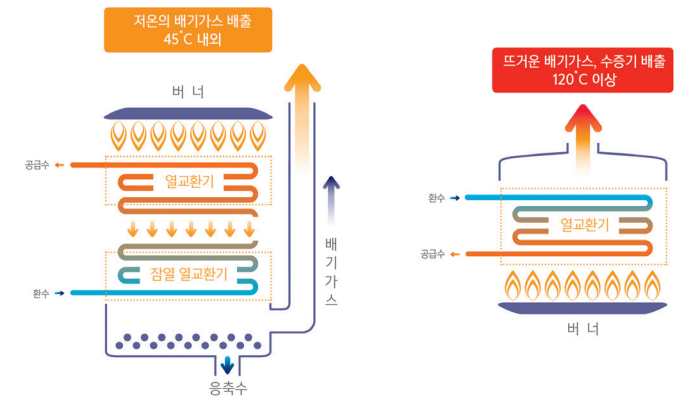 저온의 배기가스 배출
45˚C 내외
버 너
공급수
열교환기
잠열 열교환기
환수
응축수
배기가스
뜨거운 배기가스, 수증기 배출
120˚C 이상
환수
열교환기
공급수
버 너